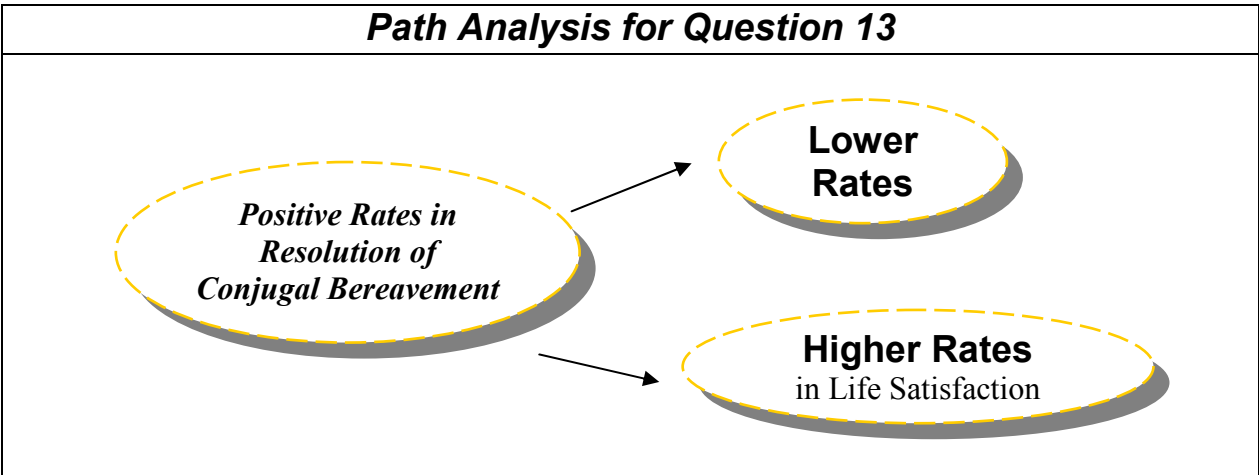 Path Analysis for Question 13
Positive Rates in
Resolution of
Conjugal Bereavement
Lower
Rates
Higher Rates
in Life Satisfaction